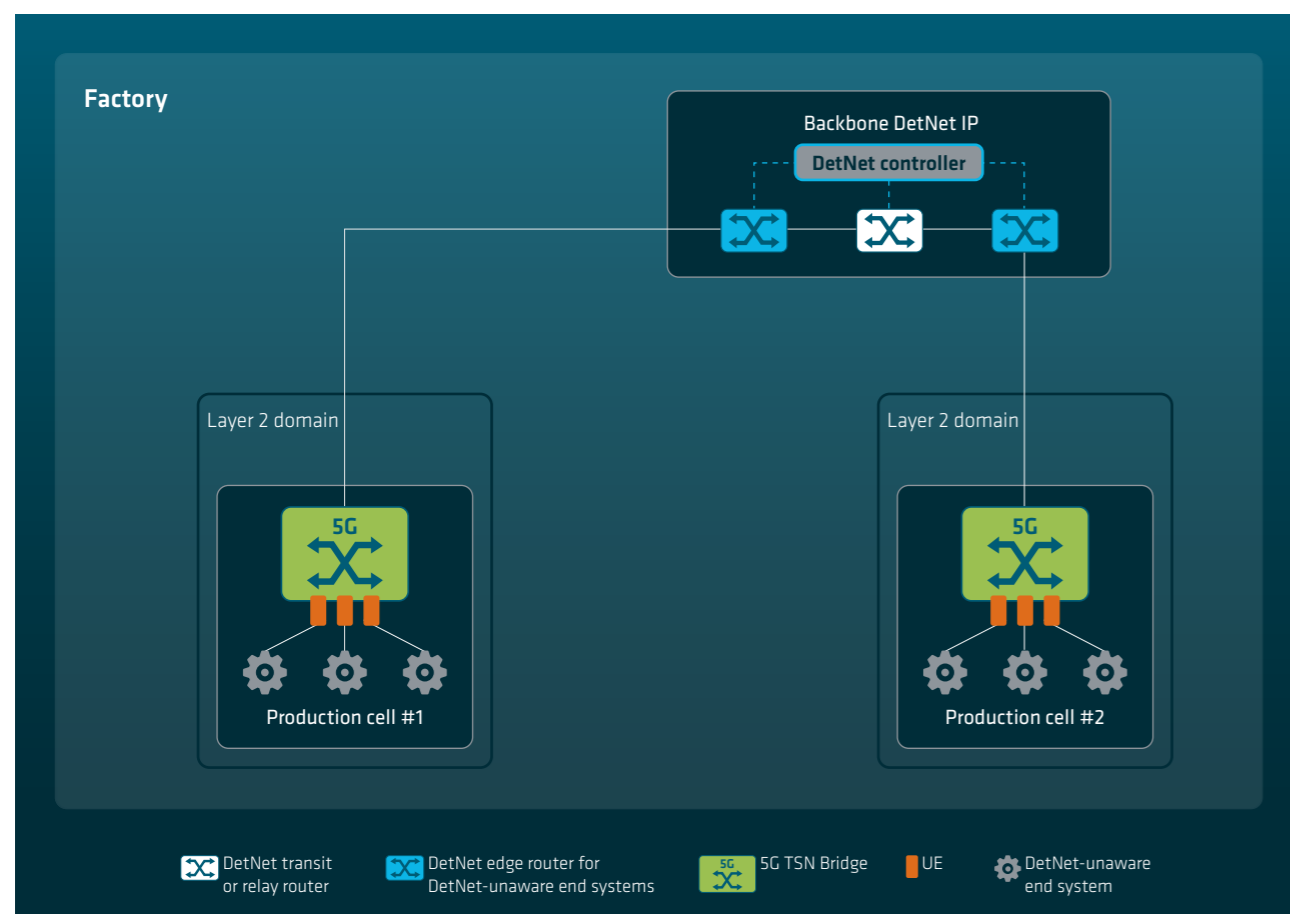 Factory
Backbone DetNet IP
DetNet controller
Layer 2 domain
Layer 2 domain
5G
5G
Production cell #1
Production cell #2
DetNet transit
or relay router
DetNet edge router for
DetNet-unaware end systems
5G
5G TSN Bridge
UE
DetNet-unaware
end system